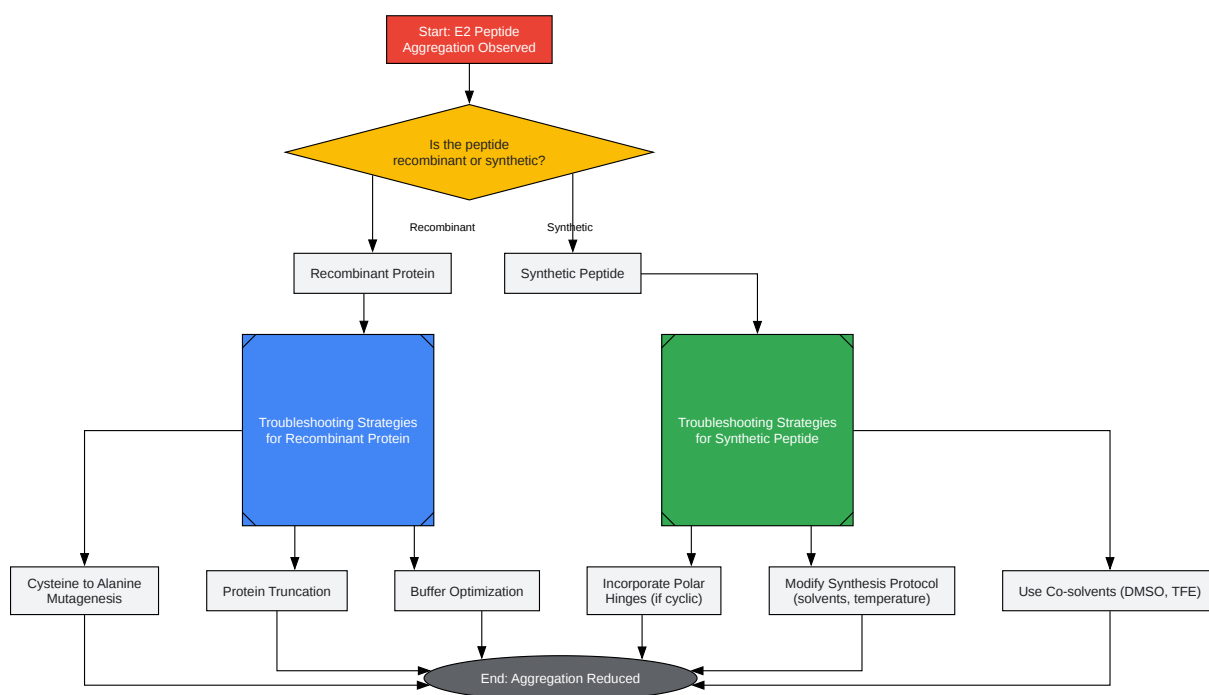 Start: E2 Peptide
Aggregation Observed
Is the peptide
recombinant or synthetic?
Recombinant
Synthetic
Recombinant Protein
Synthetic Peptide
Troubleshooting Strategies
for Recombinant Protein
Troubleshooting Strategies
for Synthetic Peptide
Cysteine to Alanine
Mutagenesis
Protein Truncation
Buffer Optimization
Incorporate Polar
Hinges (if cyclic)
Modify Synthesis Protocol
(solvents, temperature)
Use Co-solvents (DMSO, TFE)
End: Aggregation Reduced